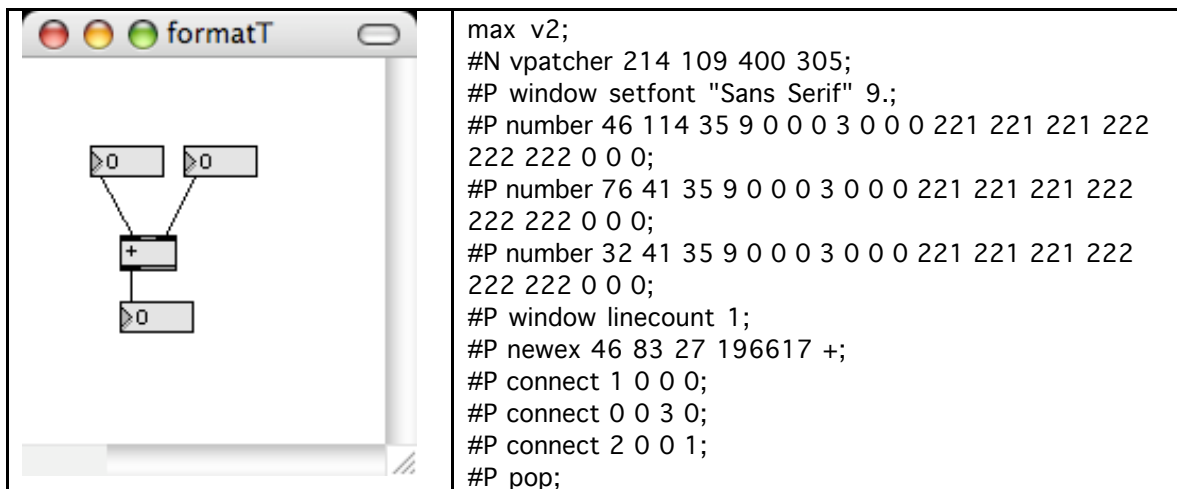 formatT
0
0
+
0
max v2;
#N vpatcher 214 109 400 305;
#P window setfont "Sans Serif" 9.;
#P number 46 114 35 9 0 0 0 3 0 0 0 221 221 221 222
222 222 0 0 0;
#P number 76 41 35 9 0 0 0 3 0 0 0 221 221 221 222
222 222 0 0 0;
#P number 32 41 35 9 0 0 0 3 0 0 0 221 221 221 222
222 222 0 0 0;
#P window linecount 1;
#P newex 46 83 27 196617 +;
#P connect 1 0 0 0;
#P connect 0 0 3 0;
#P connect 2 0 0 1;
#P pop;